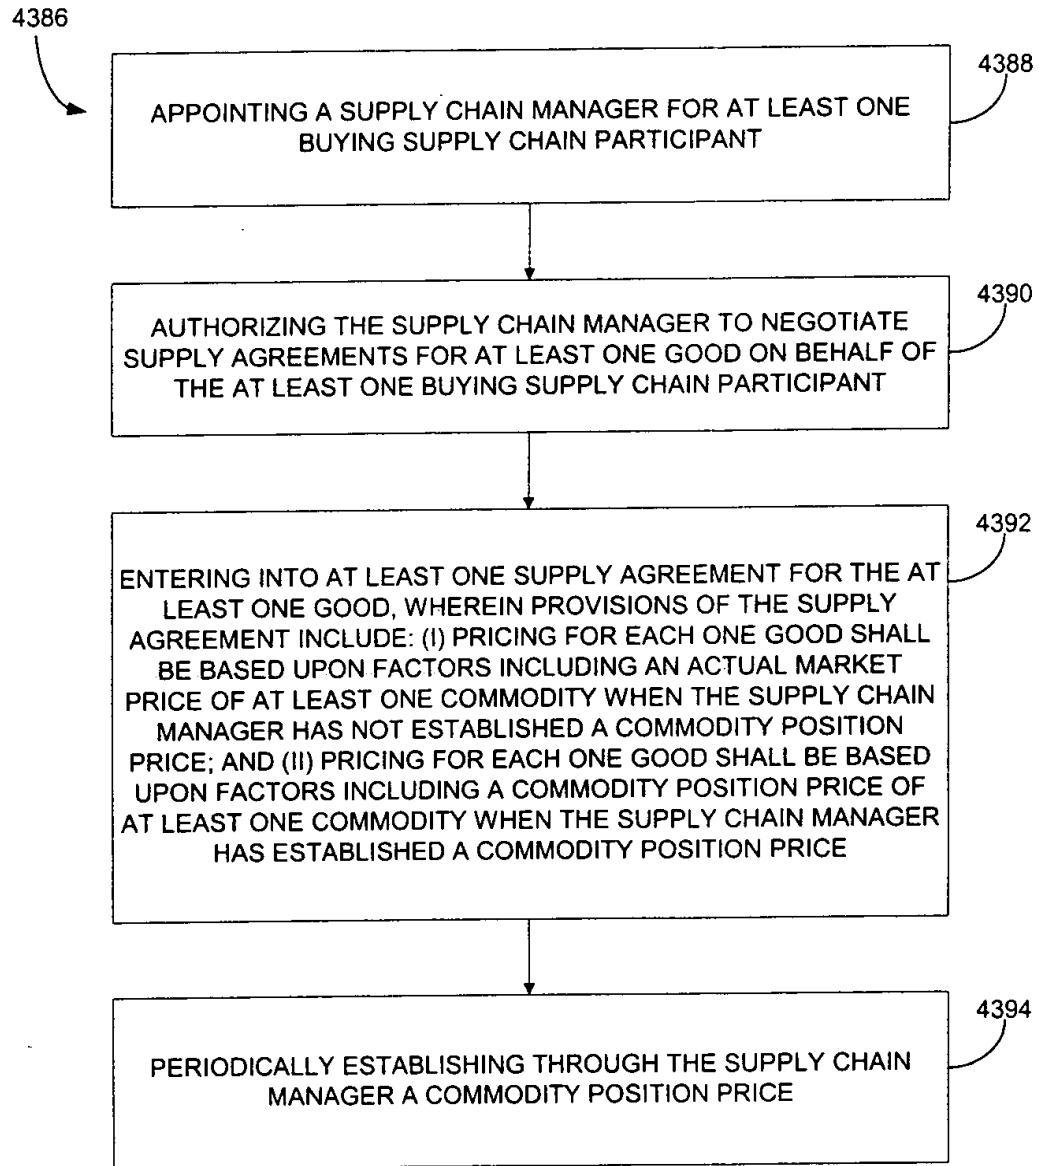 4386
4388
APPOINTING A SUPPLY CHAIN MANAGER FOR AT LEAST ONE
BUYING SUPPLY CHAIN PARTICIPANT
4390
AUTHORIZING THE SUPPLY CHAIN MANAGER TO NEGOTIATE
SUPPLY AGREEMENTS FOR AT LEAST ONE GOOD ON BEHALF OF
THE AT LEAST ONE BUYING SUPPLY CHAIN PARTICIPANT
4392
ENTERING INTO AT LEAST ONE SUPPLY AGREEMENT FOR THE AT
LEAST ONE GOOD, WHEREIN PROVISIONS OF THE SUPPLY
AGREEMENT INCLUDE: (I) PRICING FOR EACH ONE GOOD SHALL
BE BASED UPON FACTORS INCLUDING AN ACTUAL MARKET
PRICE OF AT LEAST ONE COMMODITY WHEN THE SUPPLY CHAIN
MANAGER HAS NOT ESTABLISHED A COMMODITY POSITION
PRICE; AND (II) PRICING FOR EACH ONE GOOD SHALL BE BASED
UPON FACTORS INCLUDING A COMMODITY POSITION PRICE OF
AT LEAST ONE COMMODITY WHEN THE SUPPLY CHAIN MANAGER
HAS ESTABLISHED A COMMODITY POSITION PRICE
4394
PERIODICALLY ESTABLISHING THROUGH THE SUPPLY CHAIN
MANAGER A COMMODITY POSITION PRICE